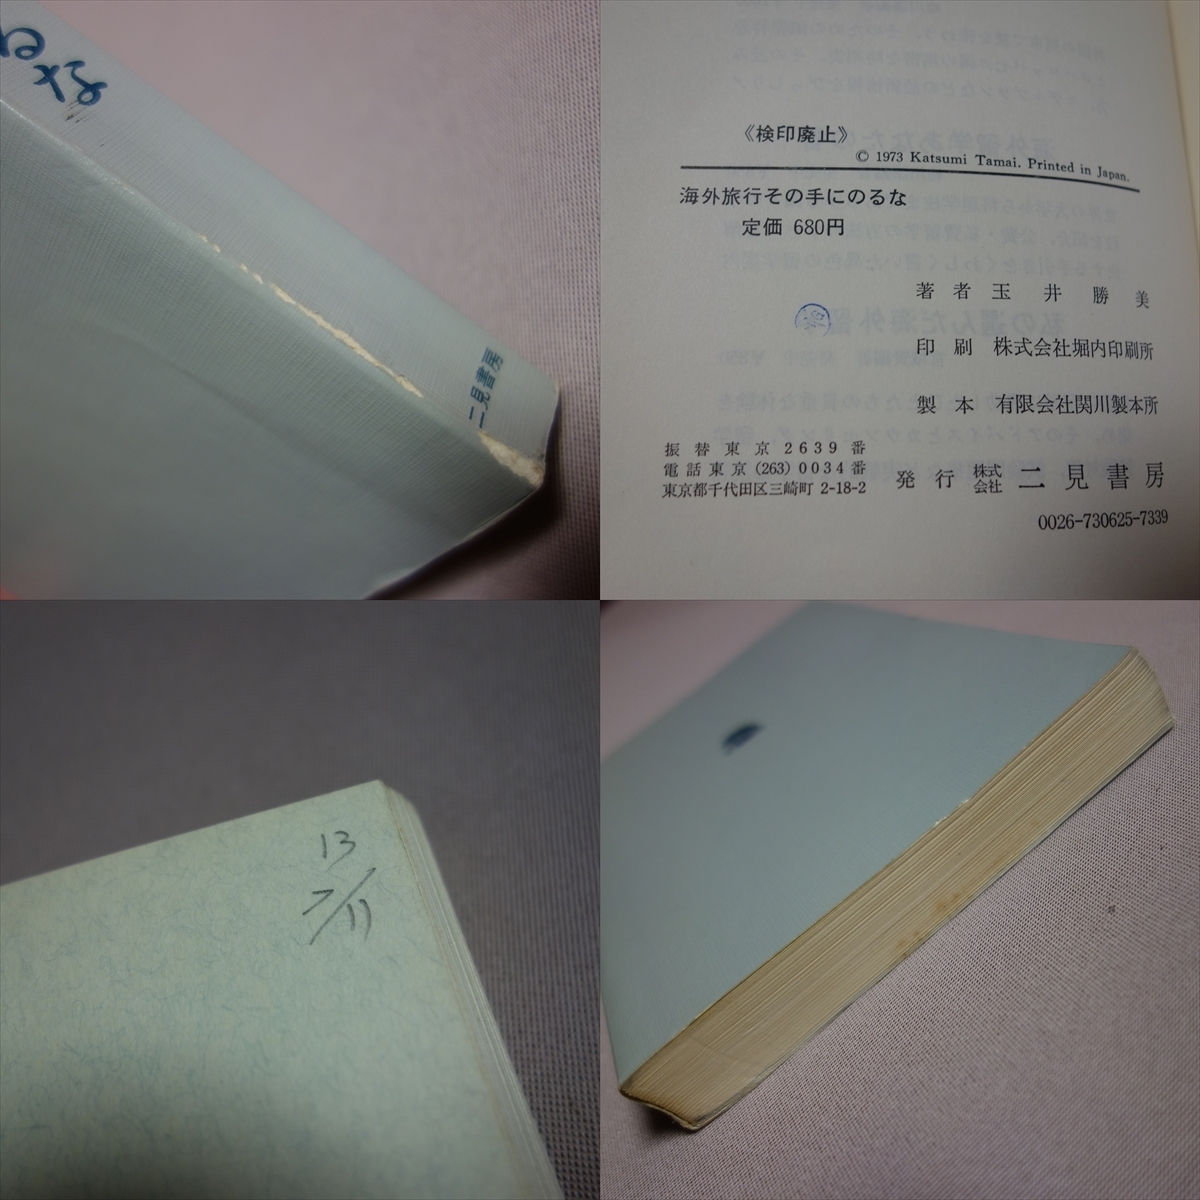 るな
二見書房
《検印廃止》
© 1973 Katsumi Tamai. Printed in Japan.
海外旅行その手にのるな
定価 680円
著者 玉井勝美
印刷 株式会社堀内印刷所
製本 有限会社関川製本所
振替東京2639番
電話東京(263)0034番
東京都千代田区三崎町 2-18-2
発行 株式会社 二見書房
0026-730625-7339
13
7/11